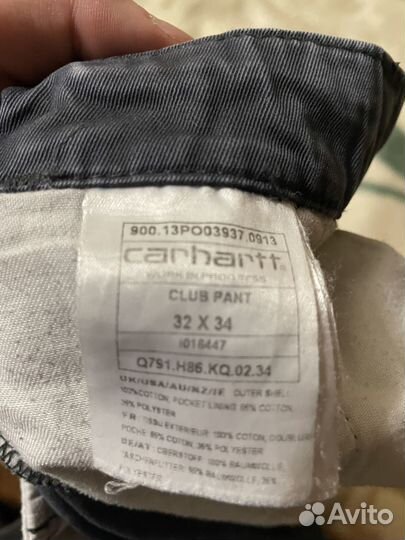 900.13PO03937.0913
carhartt
WORK IN PROGRESS
CLUB PANT
32 X 34
I016447
Q791.H86.KQ.02.34
UK/USA/AU/NZ/IE OUTER SHELL
100%COTTON, POCKET LINING 65% COTTON,
35% POLYESTER
FR TISSU EXTERIEUR 100% COTON, DOUBLURE
POCHE 65% COTON, 35% POLYESTER
DE/AT OBERSTOFF 100% BAUMWOLLE,
TASCHENFUTTER 65% BAUMWOLLE, 35%
Avito